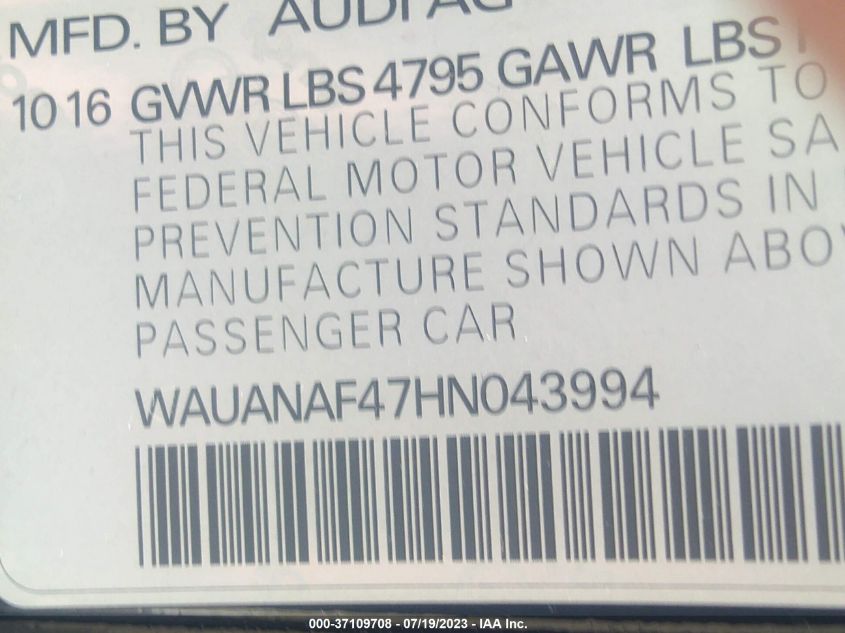 MFD. BY AUDI AG
10 16 GVWR LBS 4795 GAWR LBS
THIS VEHICLE CONFORMS TO
FEDERAL MOTOR VEHICLE SA
PREVENTION STANDARDS IN
MANUFACTURE SHOWN ABO
PASSENGER CAR
WAUANAF47HN043994
000-37109708 - 07/19/2023 - IAA Inc.